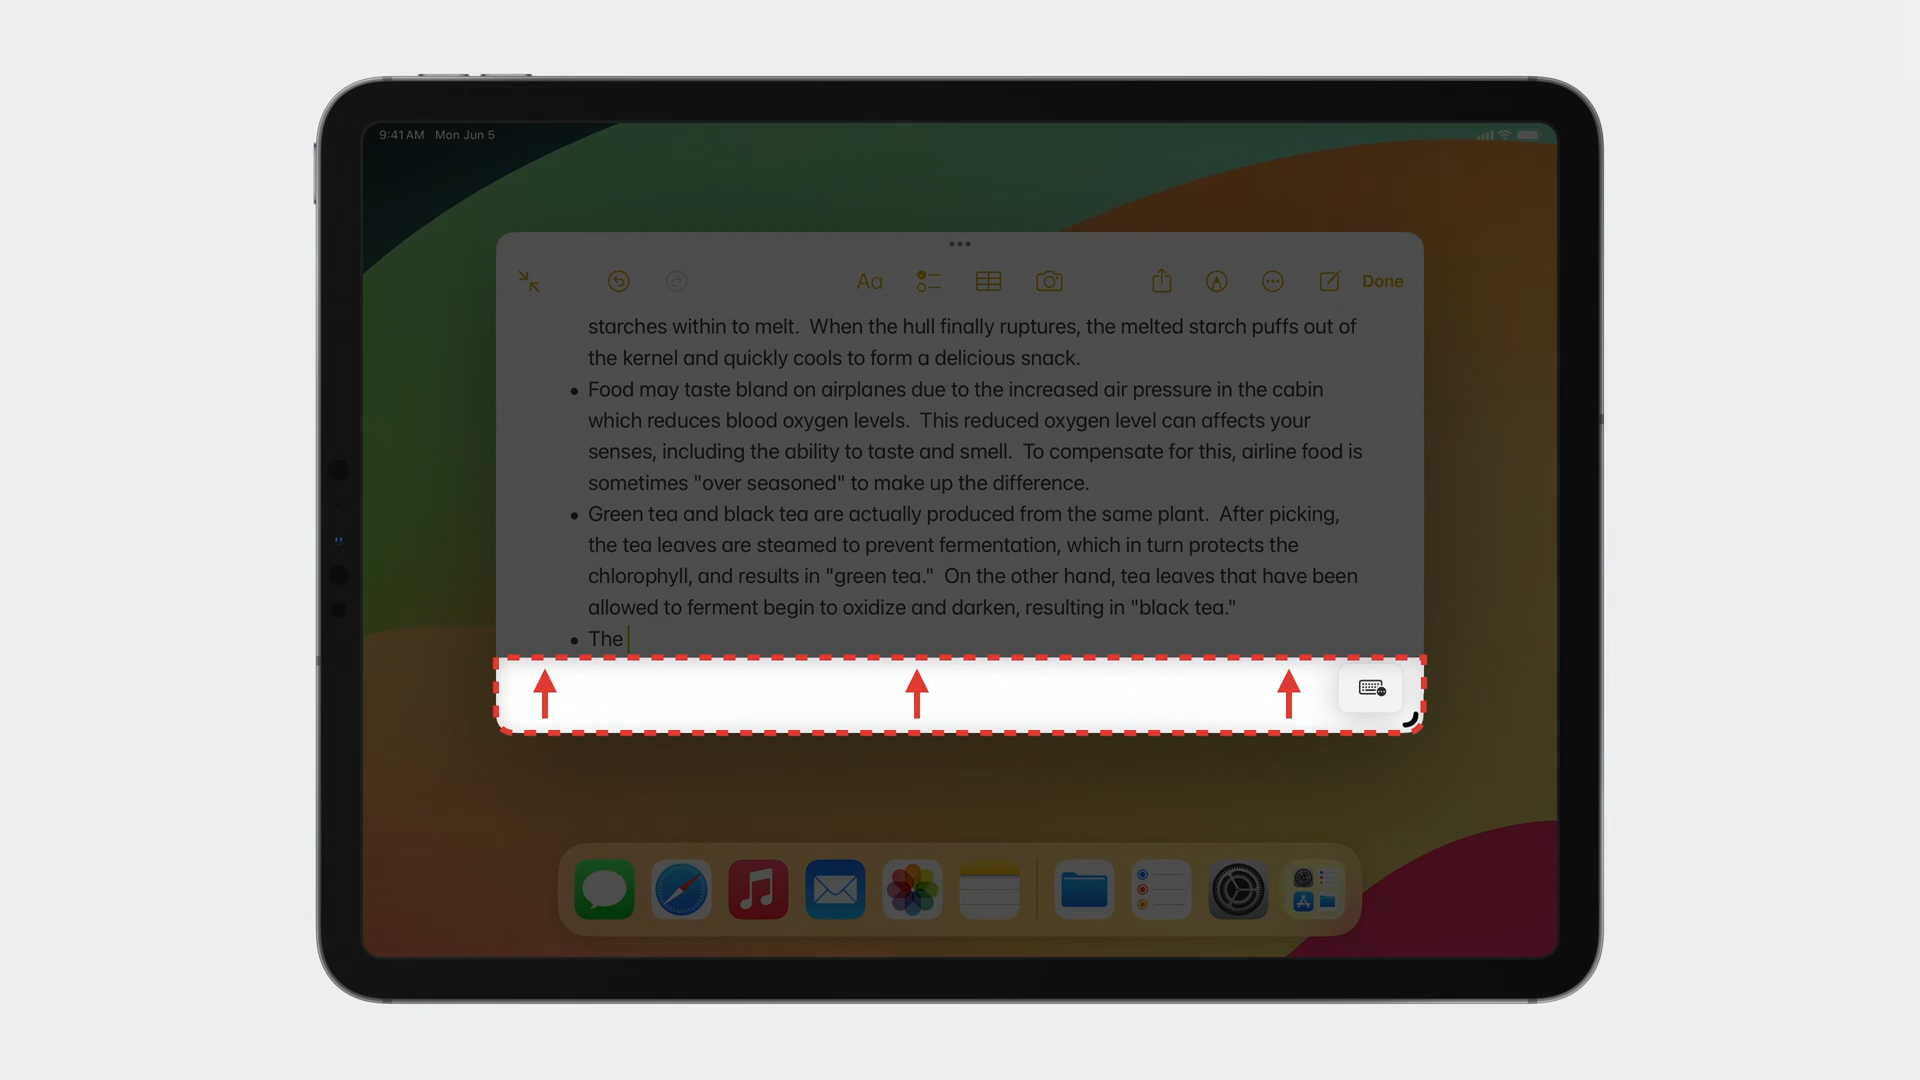 9:41 AM Mon Jun 5
Aa
Done
starches within to melt.  When the hull finally ruptures, the melted starch puffs out of
the kernel and quickly cools to form a delicious snack.
• Food may taste bland on airplanes due to the increased air pressure in the cabin
which reduces blood oxygen levels.  This reduced oxygen level can affects your
senses, including the ability to taste and smell.  To compensate for this, airline food is
sometimes "over seasoned" to make up the difference.
• Green tea and black tea are actually produced from the same plant.  After picking,
the tea leaves are steamed to prevent fermentation, which in turn protects the
chlorophyll, and results in "green tea."  On the other hand, tea leaves that have been
allowed to ferment begin to oxidize and darken, resulting in "black tea."
• The